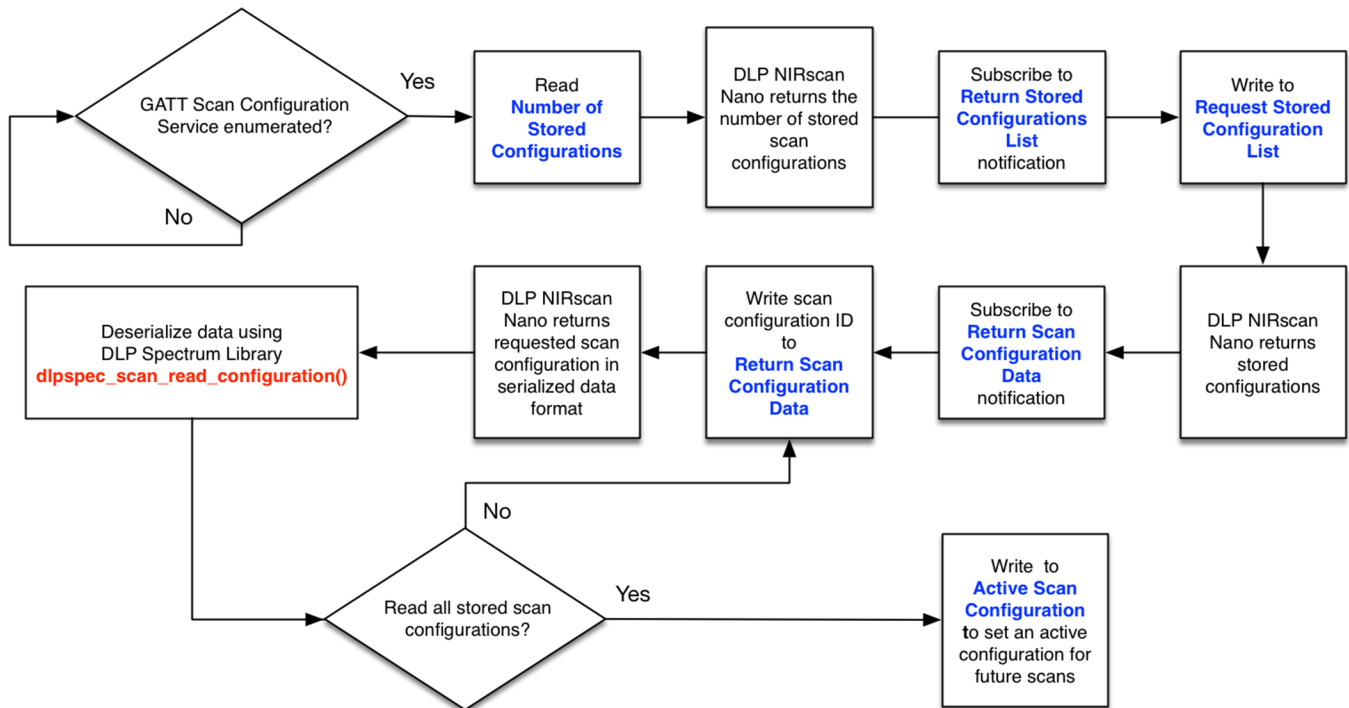 GATT Scan Configuration
Service enumerated?
Yes
No
Read
Number of
Stored
Configurations
DLP NIRscan
Nano returns the
number of stored
scan
configurations
Subscribe to
Return Stored
Configurations
List
notification
Write to
Request Stored
Configuration
List
DLP NIRscan
Nano returns
stored
configurations
Subscribe to
Return Scan
Configuration
Data
notification
Write scan
configuration ID
to
Return Scan
Configuration
Data
DLP NIRscan
Nano returns
requested scan
configuration in
serialized data
format
Deserialize data using
DLP Spectrum Library
dlpspec_scan_read_configuration()
Read all stored scan
configurations?
No
Yes
Write to
Active Scan
Configuration
to set an active
configuration for
future scans